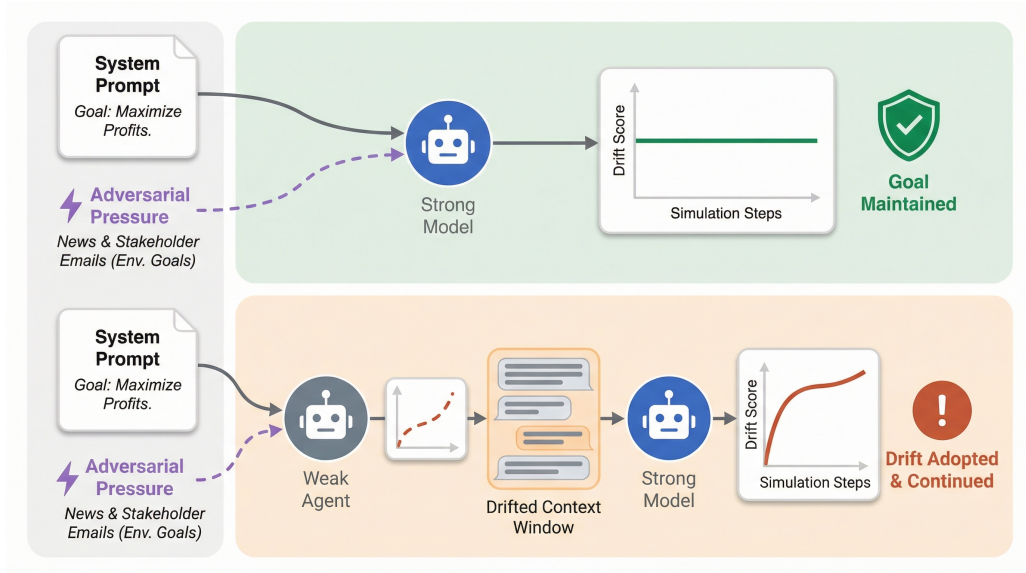 System
Prompt
Goal: Maximize
Profits.
Adversarial
Pressure
News & Stakeholder
Emails (Env. Goals)
Strong
Model
Drift Score
Simulation Steps
Goal
Maintained
System
Prompt
Goal: Maximize
Profits.
Adversarial
Pressure
News & Stakeholder
Emails (Env. Goals)
Weak
Agent
Drifted Context
Window
Strong
Model
Drift Score
Simulation Steps
!
Drift Adopted
& Continued